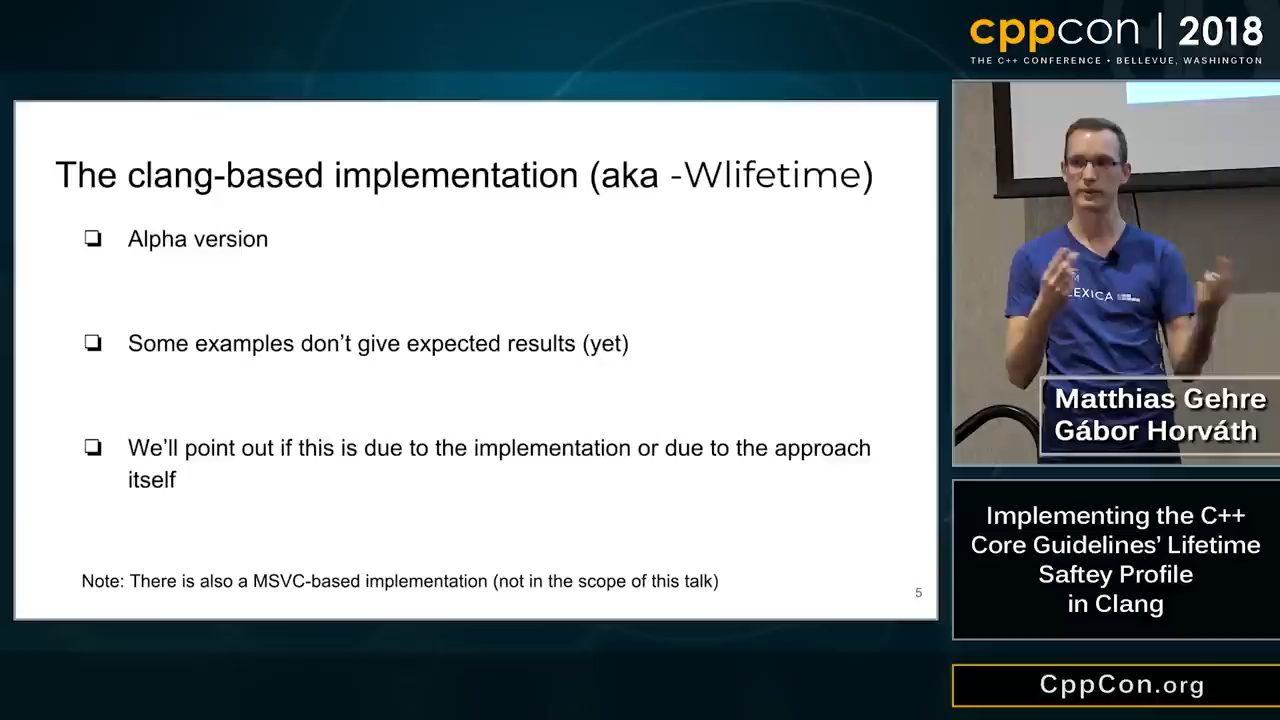 cppcon | 2018
THE C++ CONFERENCE • BELLEVUE, WASHINGTON
The clang-based implementation (aka -Wlifetime)
❏ Alpha version
❏ Some examples don’t give expected results (yet)
❏ We’ll point out if this is due to the implementation or due to the approach
itself
Note: There is also a MSVC-based implementation (not in the scope of this talk)
5
EXICA
Matthias Gehre
Gábor Horváth
Implementing the C++
Core Guidelines’ Lifetime
Saftey Profile
in Clang
CppCon.org